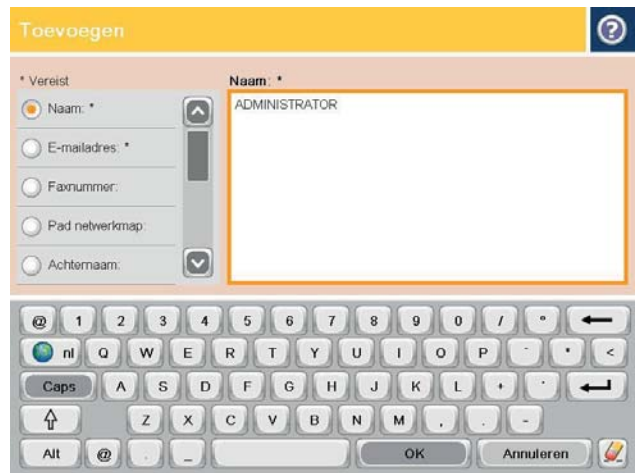 Toevoegen
* Vereist
Naam: *
Naam: *
ADMINISTRATOR
E-mailadres: *
Faxnummer:
Pad netwerkmap:
Achternaam:
@ 1 2 3 4 5 6 7 8 9 0 / °
nl Q W E R T Y U I O P ¨ * <
Caps A S D F G H J K L + ´
Z X C V B N M , . -
Alt @ . _ OK Annuleren